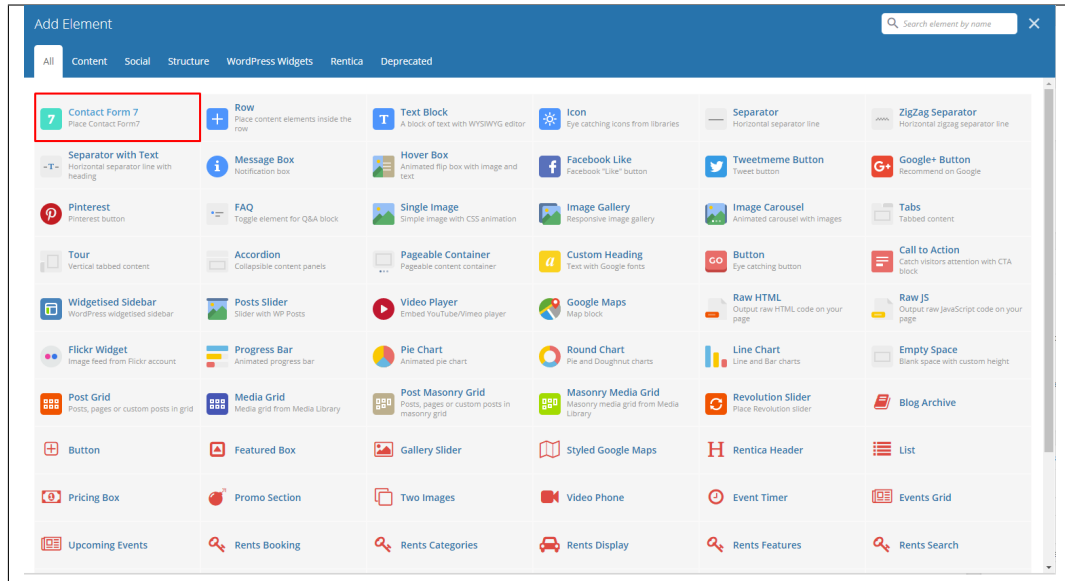 Add Element
Search element by name
All Content Social Structure WordPress Widgets Rentica Deprecated
7 Contact Form 7
Place Contact Form7
Row
Place content elements inside the
row
T Text Block
A block of text with WYSIWYG editor
Icon
Eye catching icons from libraries
Separator
Horizontal separator line
ZigZag Separator
Horizontal zigzag separator line
-T- Separator with Text
Horizontal separator line with
heading
i Message Box
Notification box
Hover Box
Animated flip box with image and
text
f Facebook Like
Facebook "Like" button
Tweetmeme Button
Tweet button
G+ Google+ Button
Recommend on Google
Pinterest
Pinterest button
FAQ
Toggle element for Q&A block
Single Image
Simple image with CSS animation
Image Gallery
Responsive image gallery
Image Carousel
Animated carousel with images
Tabs
Tabbed content
Tour
Vertical tabbed content
Accordion
Collapsible content panels
Pageable Container
Pageable content container
a Custom Heading
Text with Google fonts
GO Button
Eye catching button
Call to Action
Catch visitors attention with CTA
block
Widgetised Sidebar
WordPress widgetised sidebar
Posts Slider
Slider with WP Posts
Video Player
Embed YouTube/Vimeo player
Google Maps
Map block
Raw HTML
Output raw HTML code on your
page
Raw JS
Output raw JavaScript code on your
page
Flickr Widget
Image feed from Flickr account
Progress Bar
Animated progress bar
Pie Chart
Animated pie chart
Round Chart
Pie and Doughnut charts
Line Chart
Line and Bar charts
Empty Space
Blank space with custom height
Post Grid
Posts, pages or custom posts in grid
Media Grid
Media grid from Media Library
Post Masonry Grid
Posts, pages or custom posts in
masonry grid
Masonry Media Grid
Masonry media grid from Media
Library
Revolution Slider
Place Revolution slider
Blog Archive
Button
Featured Box
Gallery Slider
Styled Google Maps
H Rentica Header
List
Pricing Box
Promo Section
Two Images
Video Phone
Event Timer
Events Grid
Upcoming Events
Rents Booking
Rents Categories
Rents Display
Rents Features
Rents Search